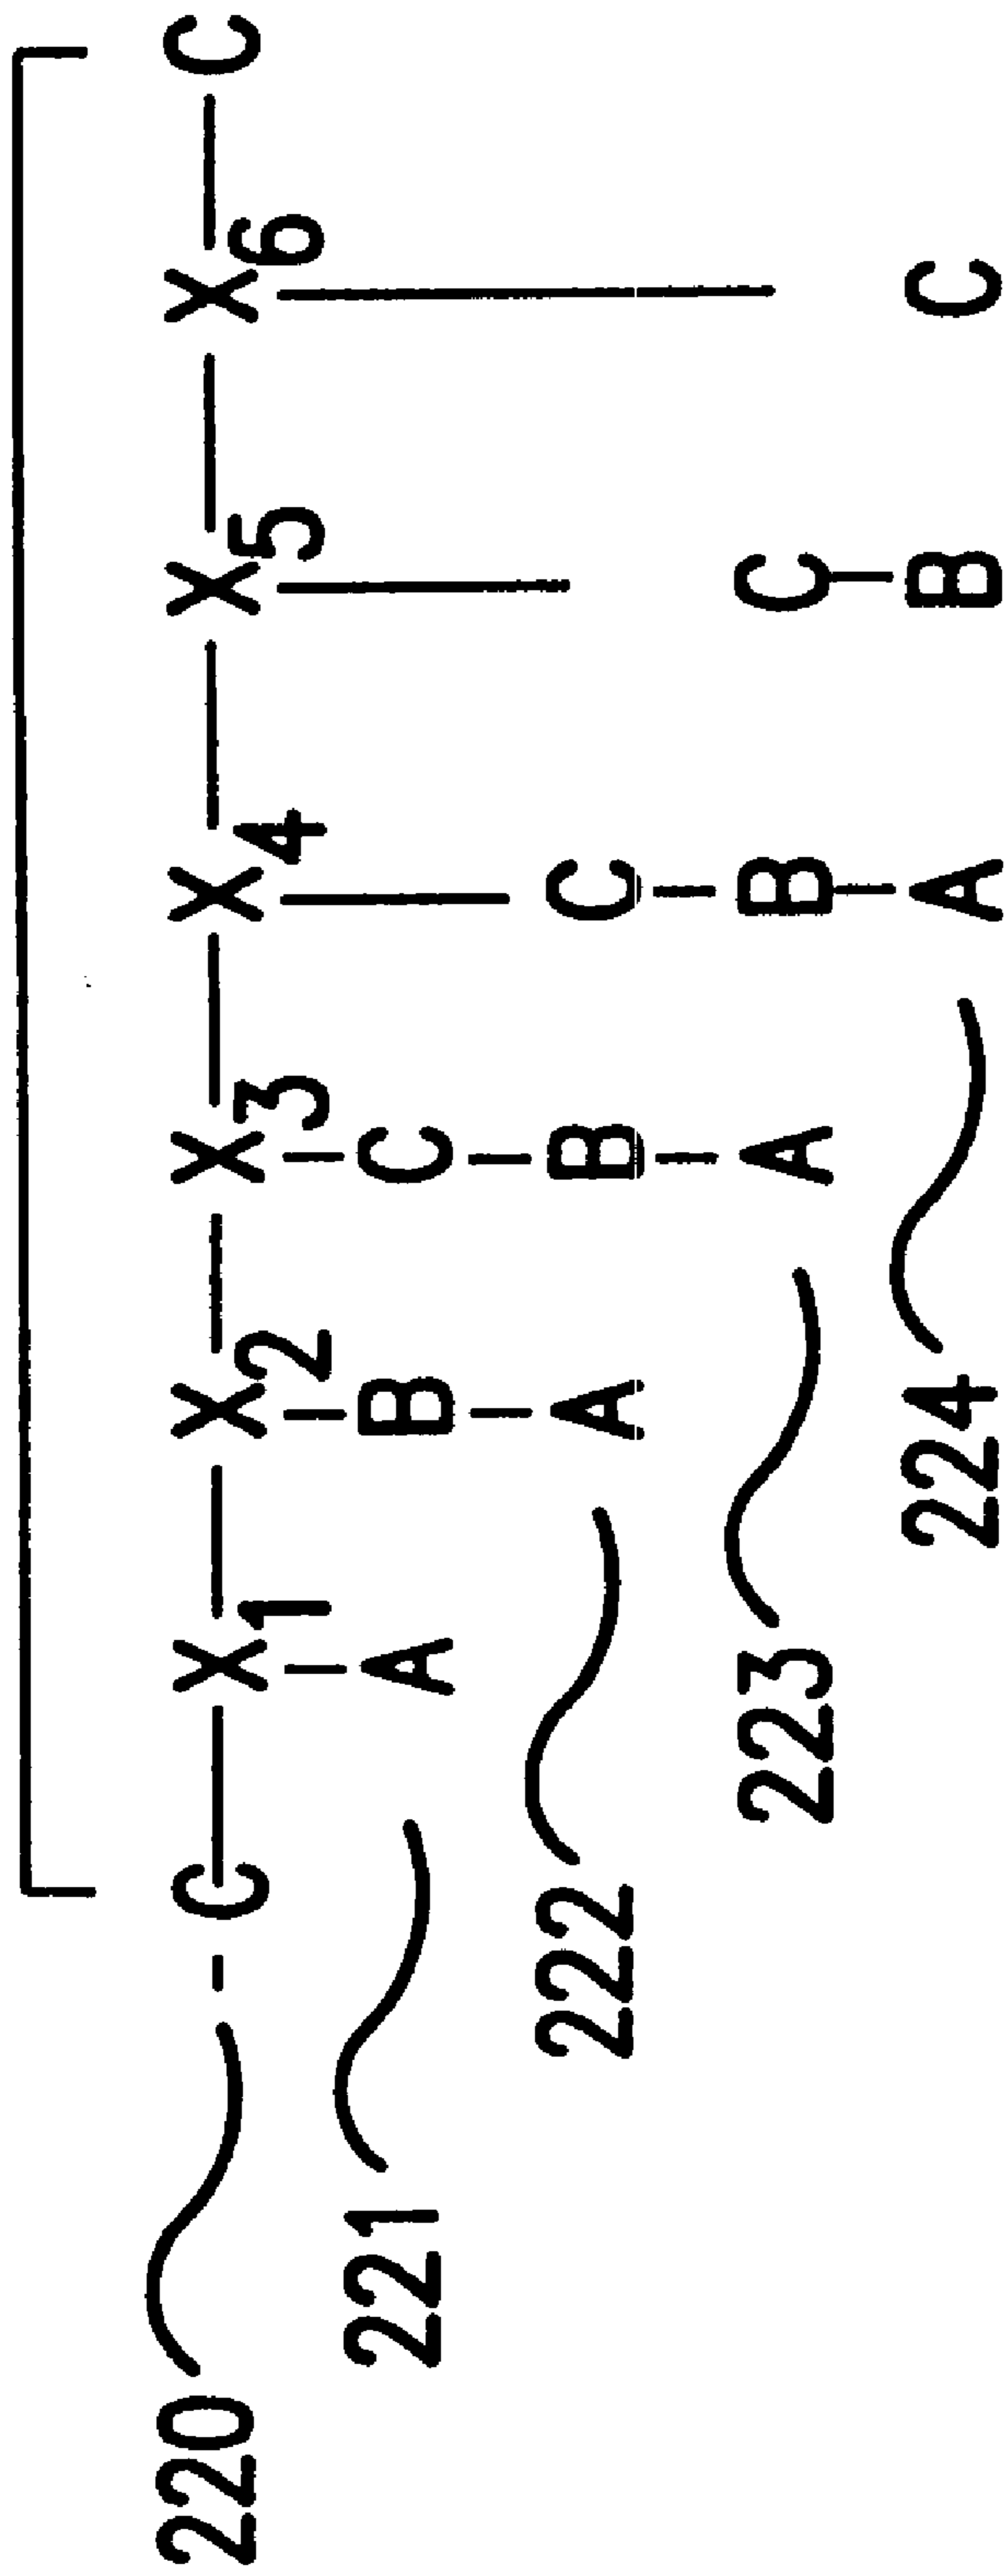 220 - C — X1 — X2 — X3 — X4 — X5 — X6 — C
221 A B C
222 A B C
223 A B C
224 A B C